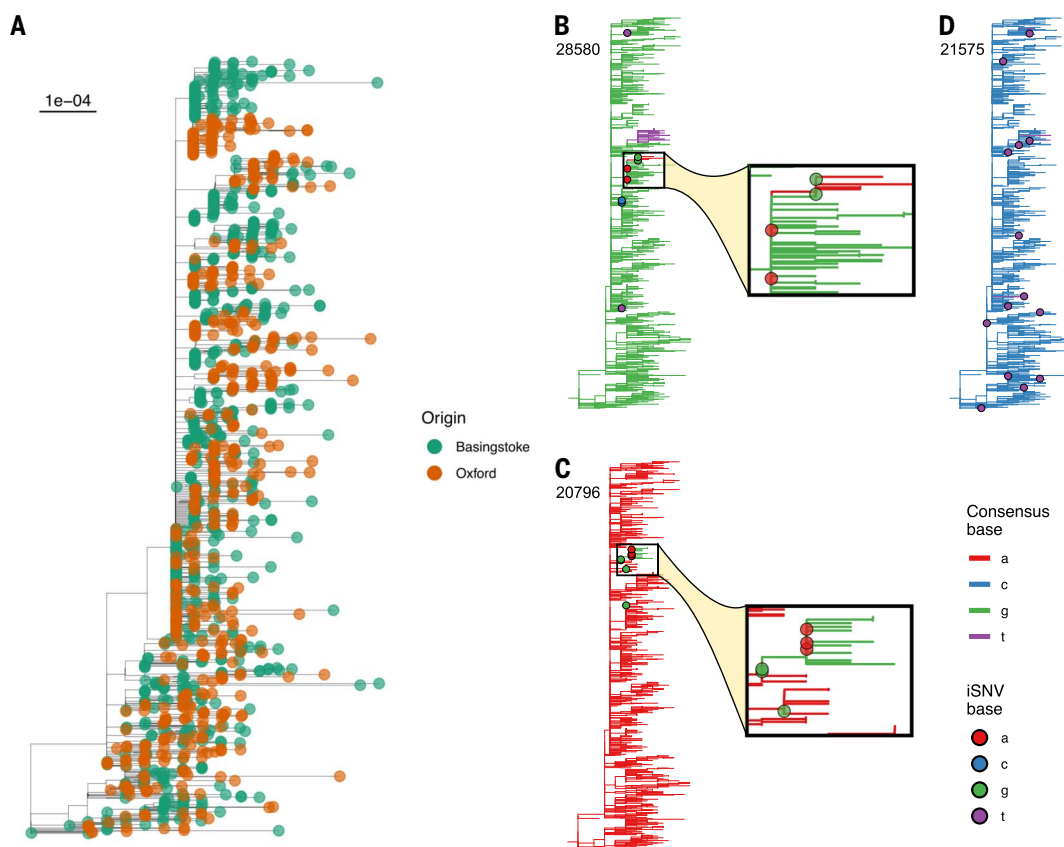 A
1e−04
Origin
Basingstoke
Oxford
B
28580
C
20796
D
21575
Consensus
base
a
c
g
t
iSNV
base
a
c
g
t